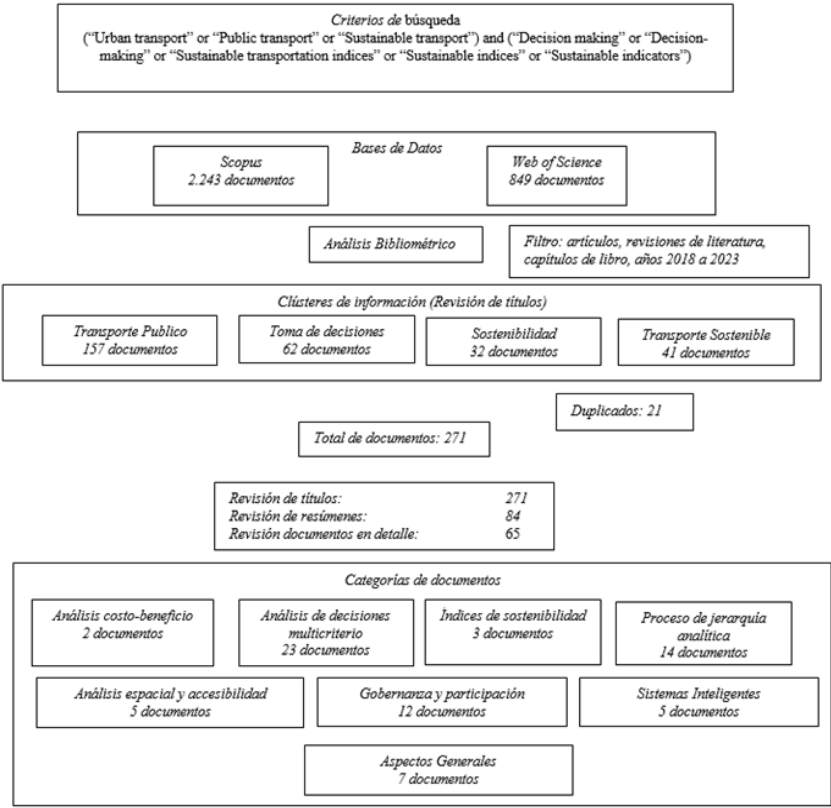 Criterios de búsqueda
(“Urban transport” or “Public transport” or “Sustainable transport”) and (“Decision making” or “Decision-
making” or “Sustainable transportation indices” or “Sustainable indices” or “Sustainable indicators”)
Bases de Datos
Scopus
2.243 documentos
Web of Science
849 documentos
Análisis Bibliométrico
Filtro: artículos, revisiones de literatura,
capítulos de libro, años 2018 a 2023
Clústeres de información (Revisión de títulos)
Transporte Publico
157 documentos
Toma de decisiones
62 documentos
Sostenibilidad
32 documentos
Transporte Sostenible
41 documentos
Duplicados: 21
Total de documentos: 271
Revisión de títulos: 271
Revisión de resúmenes: 84
Revisión documentos en detalle: 65
Categorías de documentos
Análisis costo-beneficio
2 documentos
Análisis de decisiones
multicriterio
23 documentos
Índices de sostenibilidad
3 documentos
Proceso de jerarquía
analítica
14 documentos
Análisis espacial y accesibilidad
5 documentos
Gobernanza y participación
12 documentos
Sistemas Inteligentes
5 documentos
Aspectos Generales
7 documentos